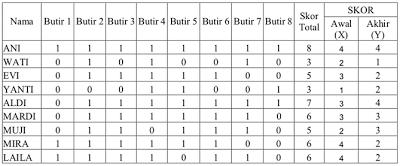 Nama Butir 1 Butir 2 Butir 3 Butir 4 Butir 5 Butir 6 Butir 7 Butir 8 Skor Total SKOR
Awal (X) Akhir (Y)
ANI 1 1 1 1 1 1 1 1 8 4 4
WATI 0 1 0 1 0 0 1 0 3 2 1
EVI 0 1 1 1 1 1 0 0 5 3 2
YANTI 0 0 0 1 1 0 1 0 3 1 2
ALDI 0 1 1 1 1 1 1 1 7 3 4
MARDI 0 1 1 1 1 1 1 0 6 3 3
MUJI 0 1 1 0 1 1 1 0 5 2 3
MIRA 1 1 1 1 1 1 0 0 6 4 2
LAILA 1 1 1 1 0 1 1 0 6 4 2